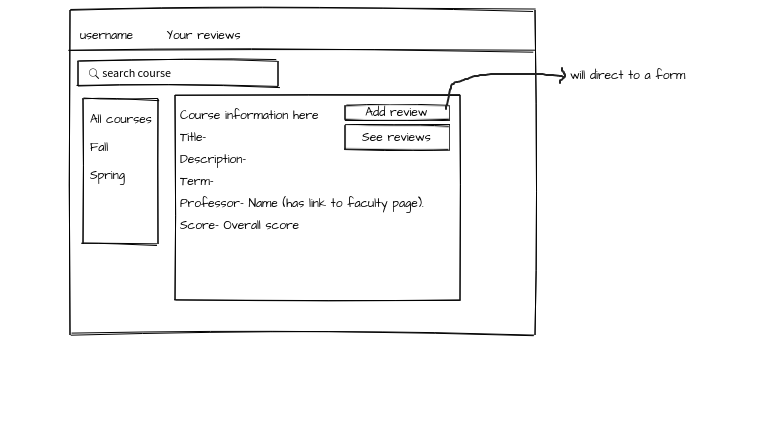 username Your reviews
search course
will direct to a form
All courses
Fall
Spring
Course information here
Title-
Description-
Term-
Professor- Name (has link to faculty page).
Score- Overall score
Add review
See reviews